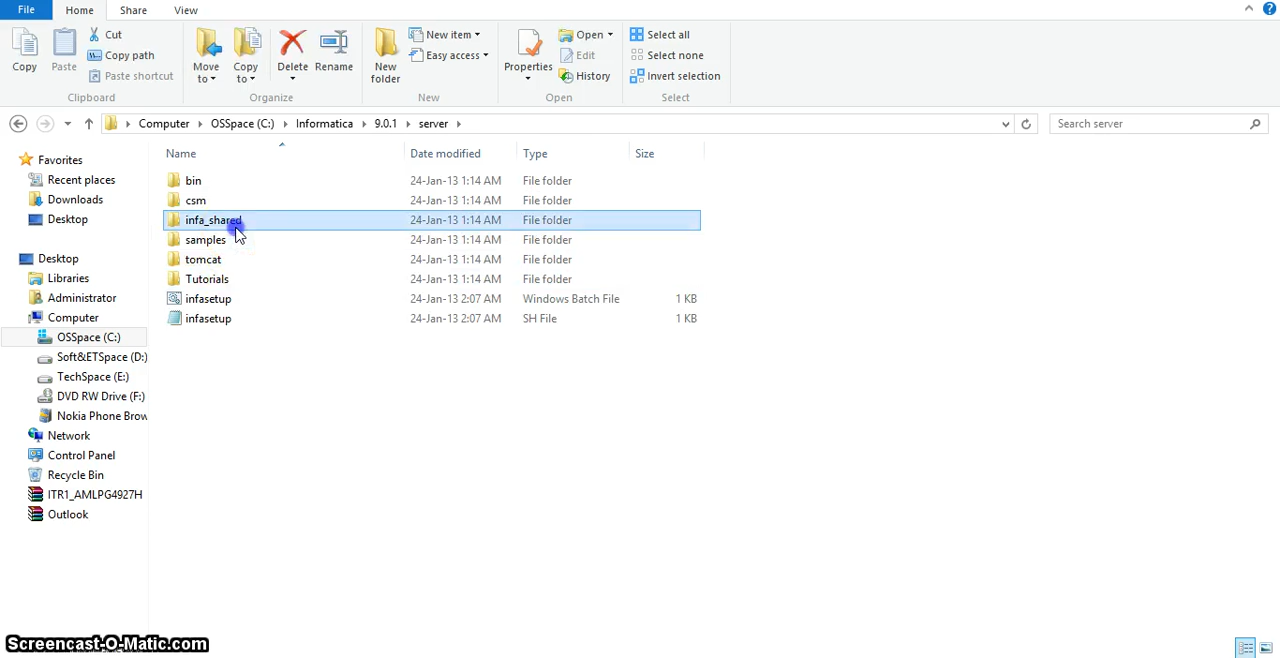 File Home Share View
Copy Paste Cut Copy path Paste shortcut Move to Copy to Delete Rename New folder New item Easy access Properties Open Edit History Select all Select none Invert selection
Clipboard Organize New Open Select
Computer OSSpace (C:) Informatica 9.0.1 server Search server
Name Date modified Type Size
bin 24-Jan-13 1:14 AM File folder
csm 24-Jan-13 1:14 AM File folder
infa_shared 24-Jan-13 1:14 AM File folder
samples 24-Jan-13 1:14 AM File folder
tomcat 24-Jan-13 1:14 AM File folder
Tutorials 24-Jan-13 1:14 AM File folder
infasetup 24-Jan-13 2:07 AM Windows Batch File 1 KB
infasetup 24-Jan-13 2:07 AM SH File 1 KB
Favorites
Recent places
Downloads
Desktop
Desktop
Libraries
Administrator
Computer
OSSpace (C:)
Soft&ETSpace (D:)
TechSpace (E:)
DVD RW Drive (F:)
Nokia Phone Brow
Network
Control Panel
Recycle Bin
ITR1_AMLPG4927H
Outlook
Screencast-O-Matic.com